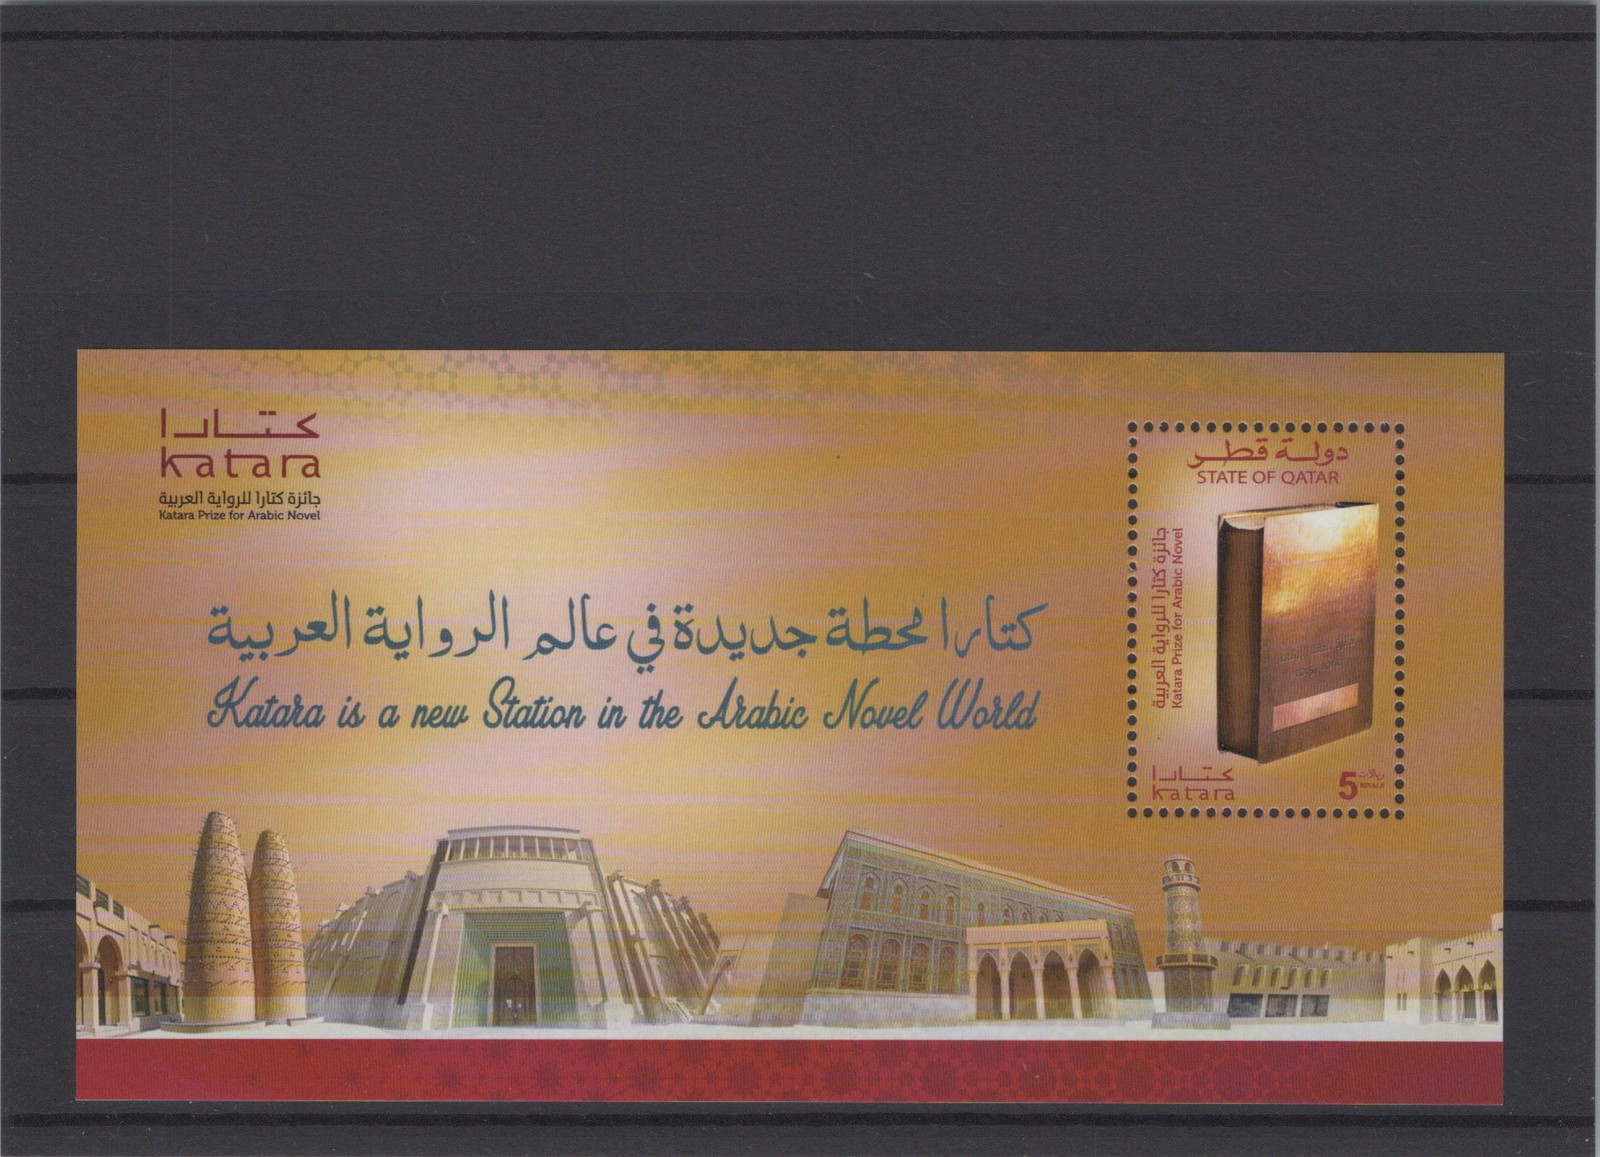 كتارا
katara
جائزة كتارا للرواية العربية
Katara Prize for Arabic Novel
كتارا محطة جديدة في عالم الرواية العربية
Katara is a new Station in the Arabic Novel World
دولة قطر
STATE OF QATAR
جائزة كتارا للرواية العربية
Katara Prize for Arabic Novel
كتارا
katara
5
ريالات
RIYALS